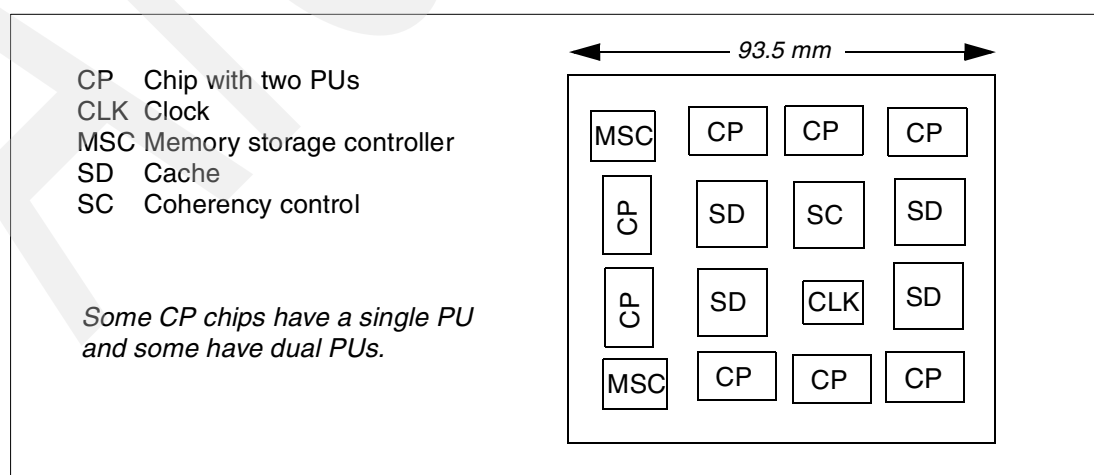 93.5 mm
CP Chip with two PUs
CLK Clock
MSC Memory storage controller
SD Cache
SC Coherency control
Some CP chips have a single PU
and some have dual PUs.
MSC CP CP CP
CP SD SC SD
CP SD CLK SD
MSC CP CP CP